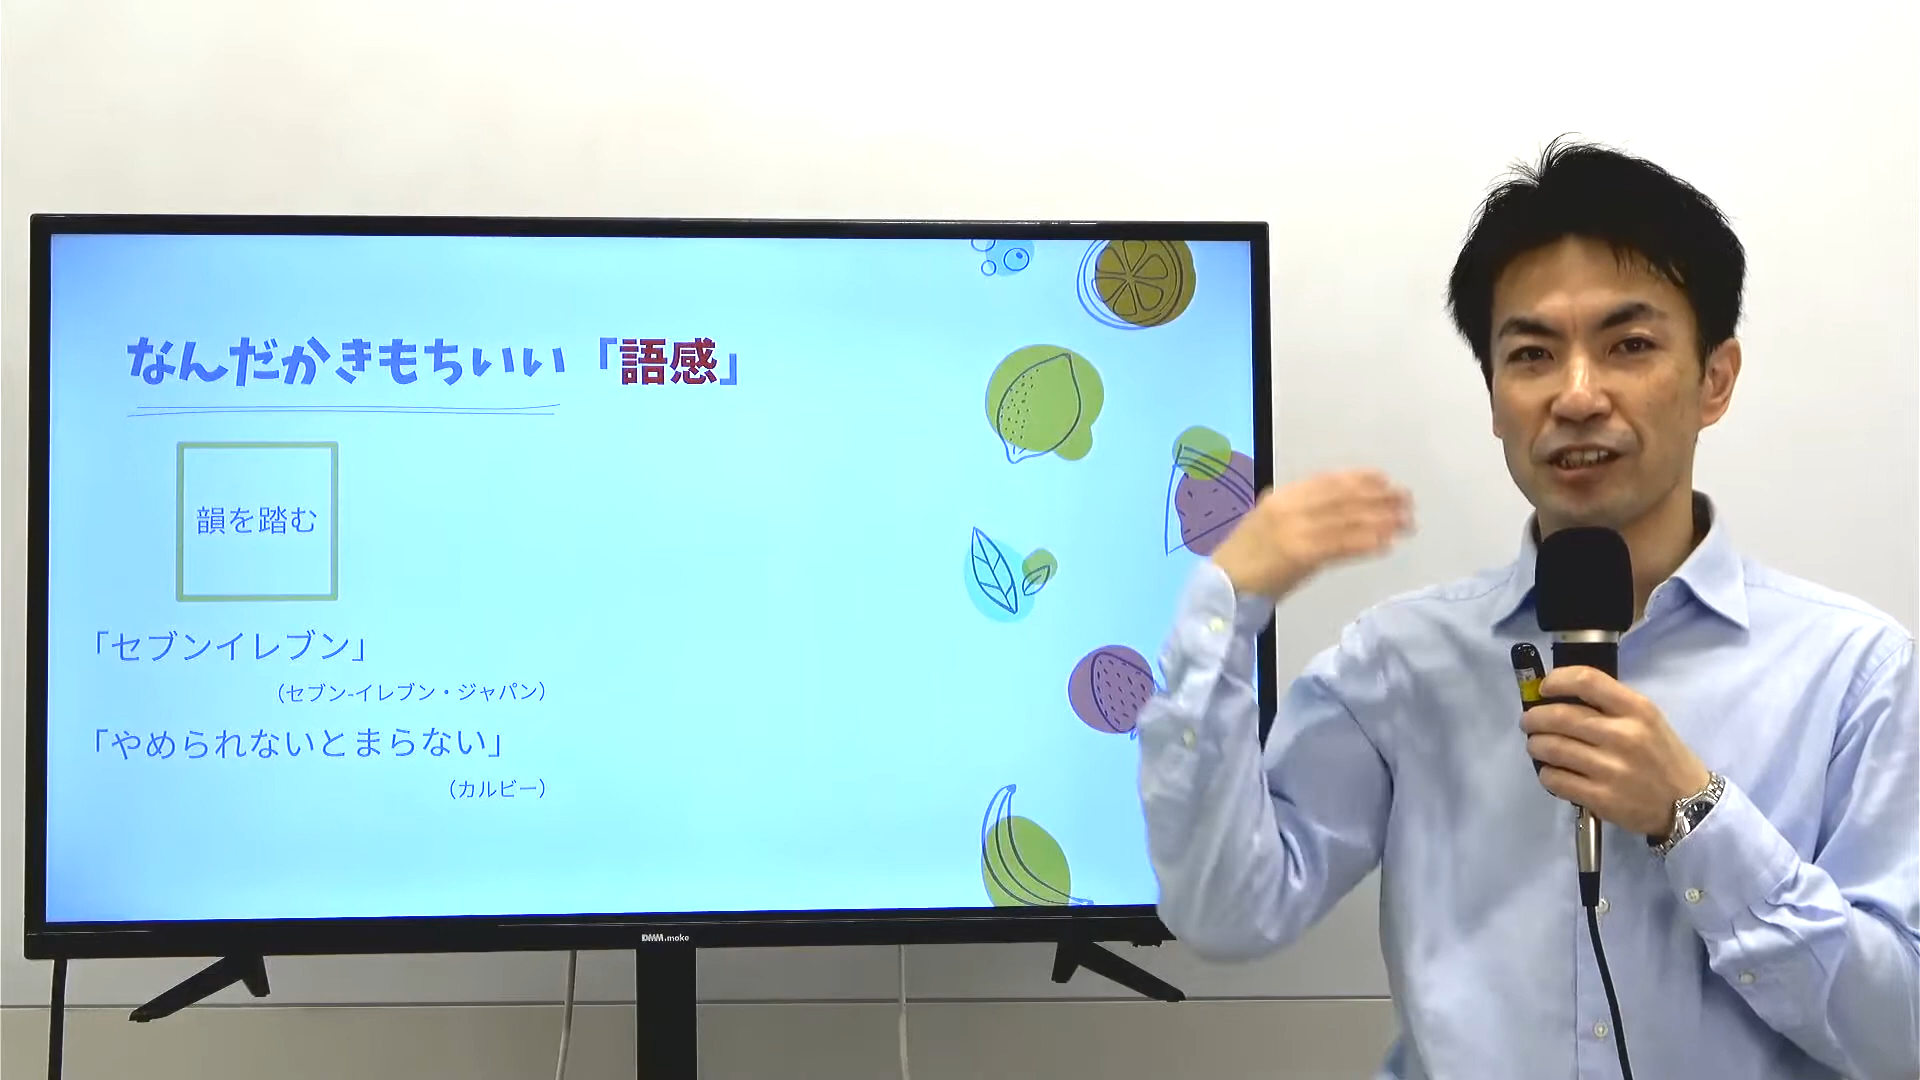 なんだかきもちいい「語感」
韻を踏む
「セブンイレブン」
（セブン-イレブン・ジャパン）
「やめられないとまらない」
（カルビー）
DMM.make